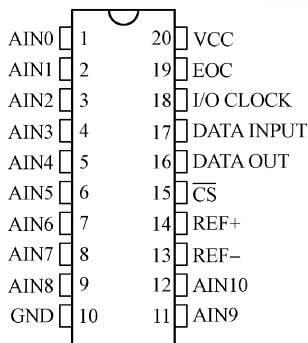 AIN0 1 20 VCC
AIN1 2 19 EOC
AIN2 3 18 I/O CLOCK
AIN3 4 17 DATA INPUT
AIN4 5 16 DATA OUT
AIN5 6 15 C̅S̅
AIN6 7 14 REF+
AIN7 8 13 REF−
AIN8 9 12 AIN10
GND 10 11 AIN9